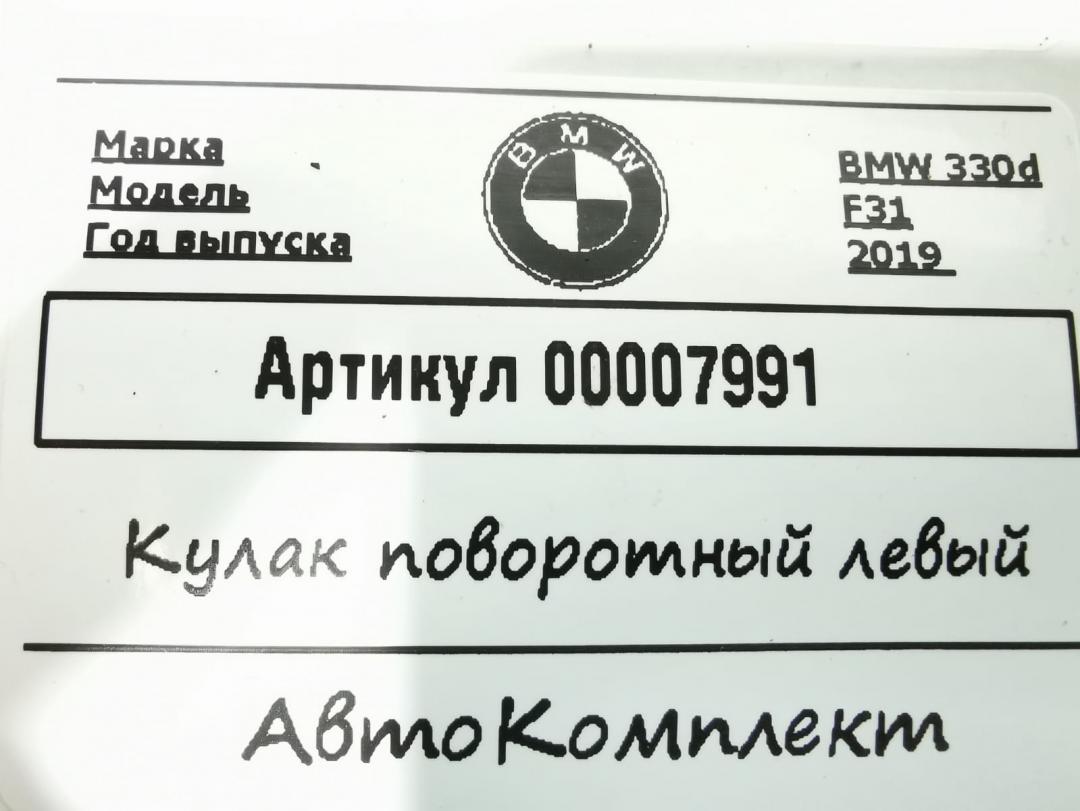 Марка
BMW
BMW 330d
Модель
F31
Год выпуска
2019
Артикул 00007991
Кулак поворотный левый
АвтоКомплект